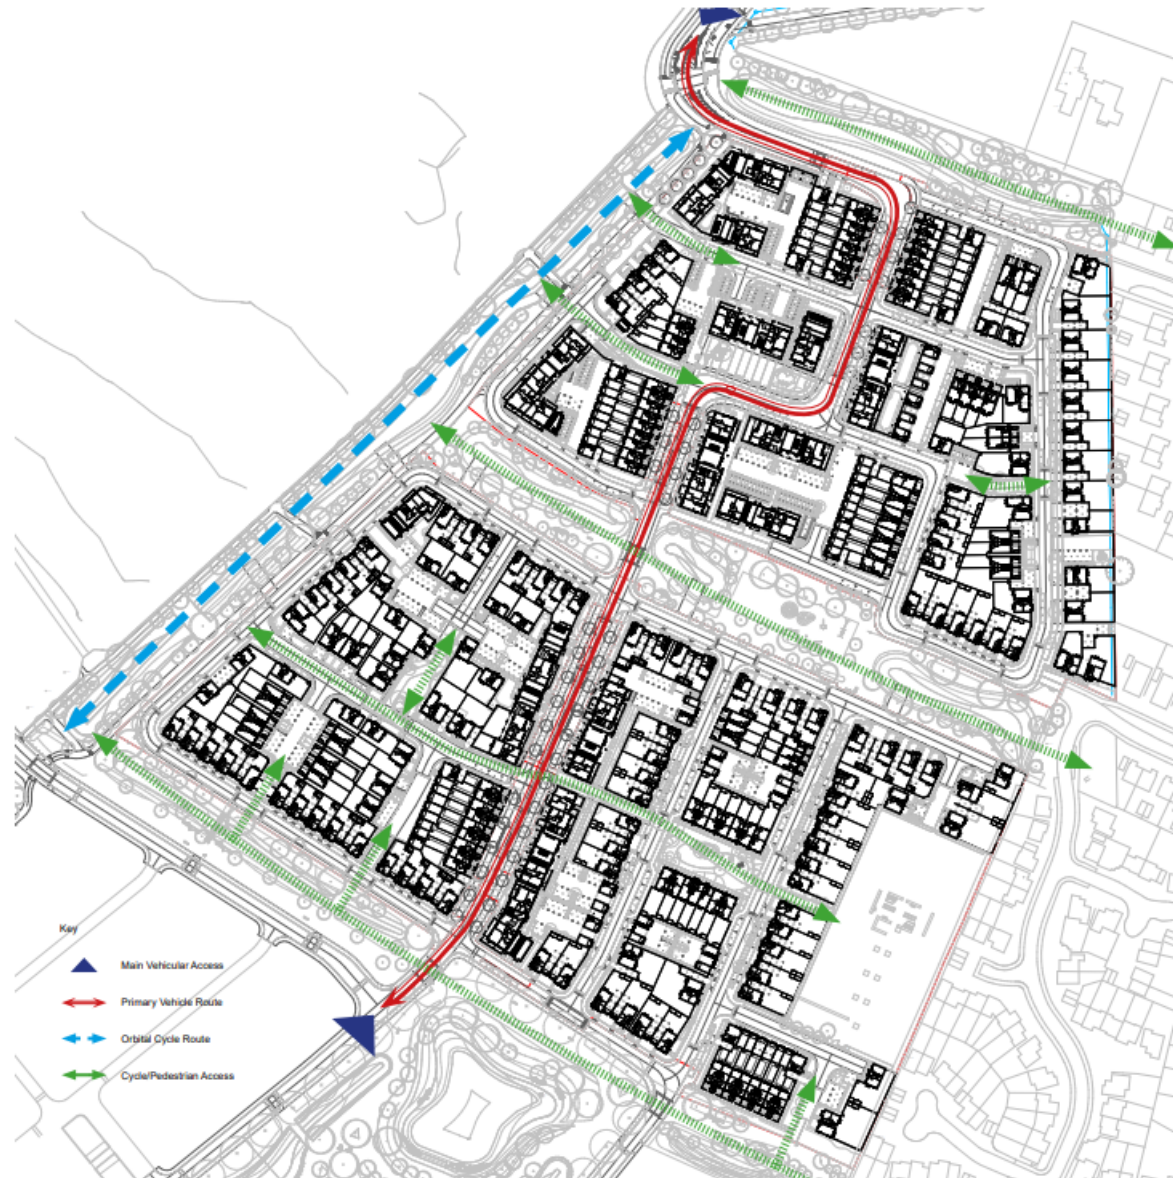 Key
Main Vehicular Access
Primary Vehicle Route
Orbital Cycle Route
Cycle/Pedestrian Access